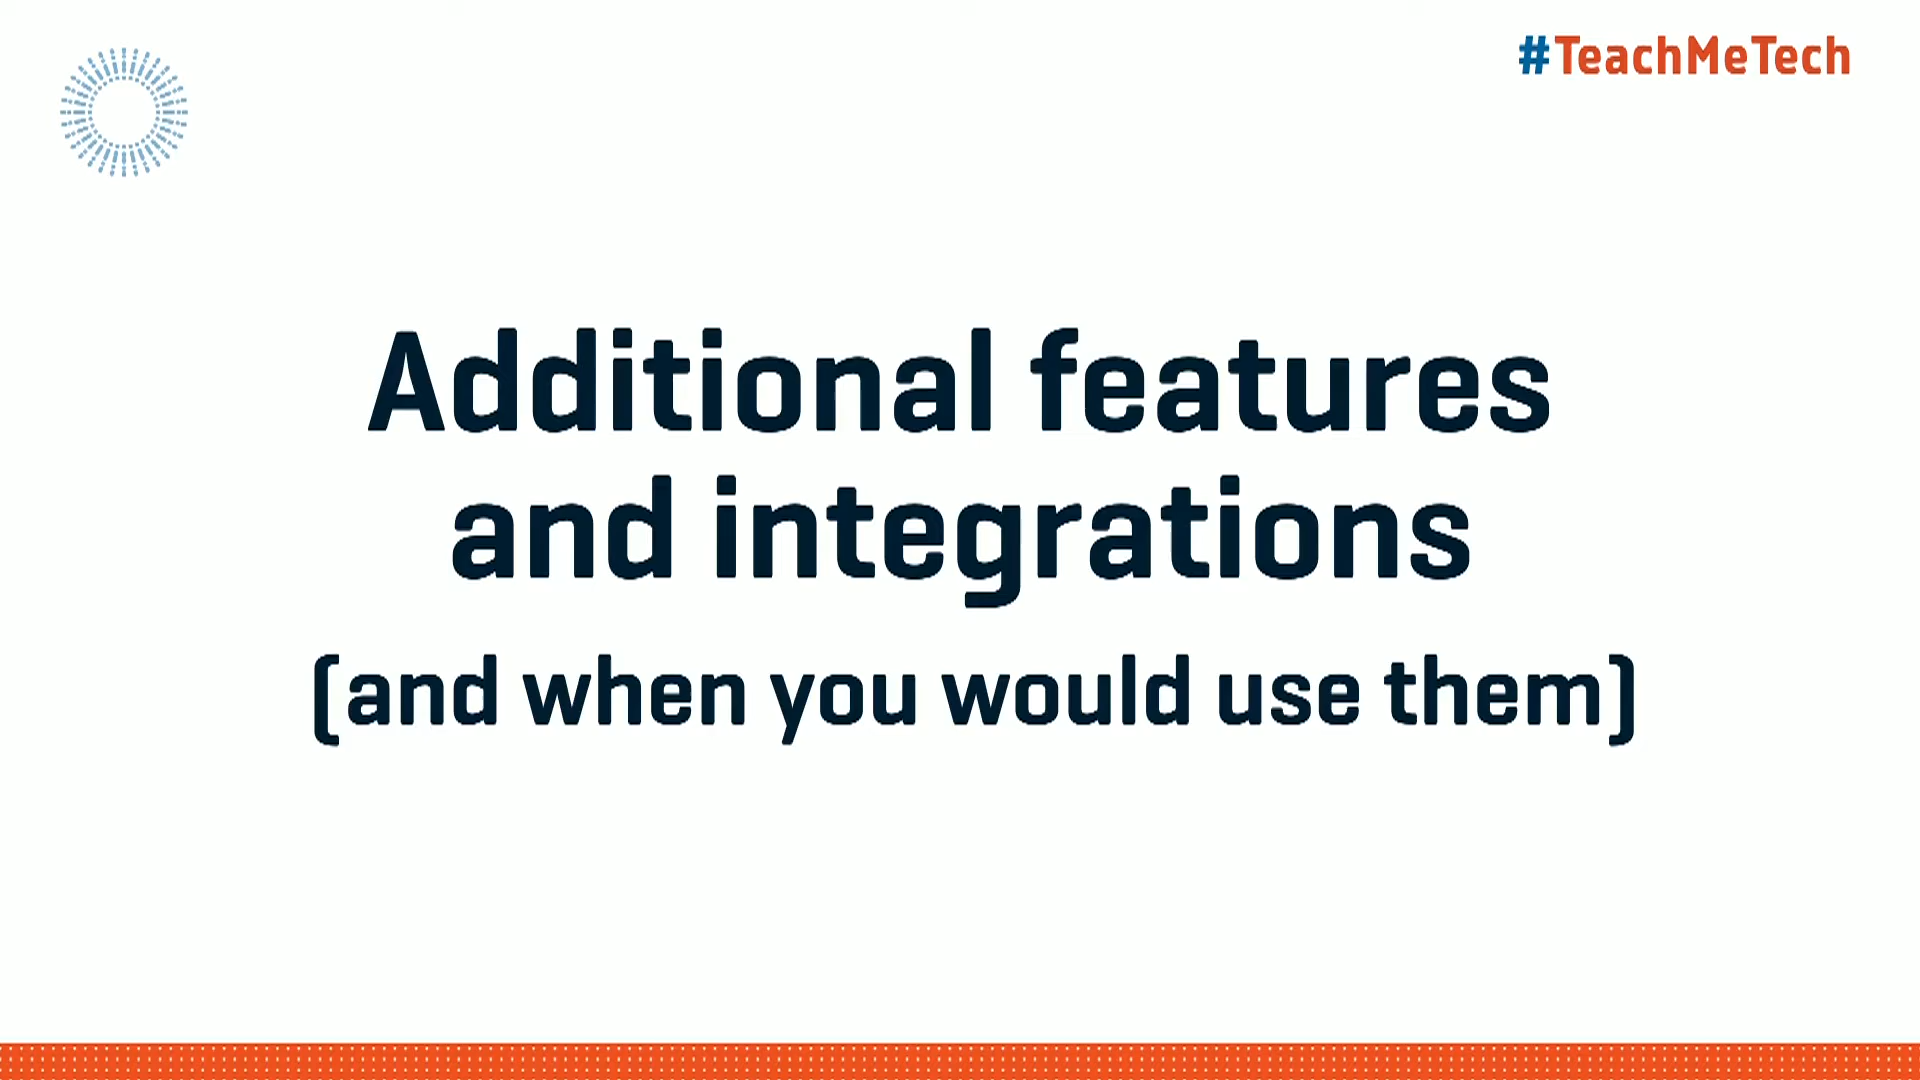 #TeachMeTech
Additional features
and integrations
(and when you would use them)